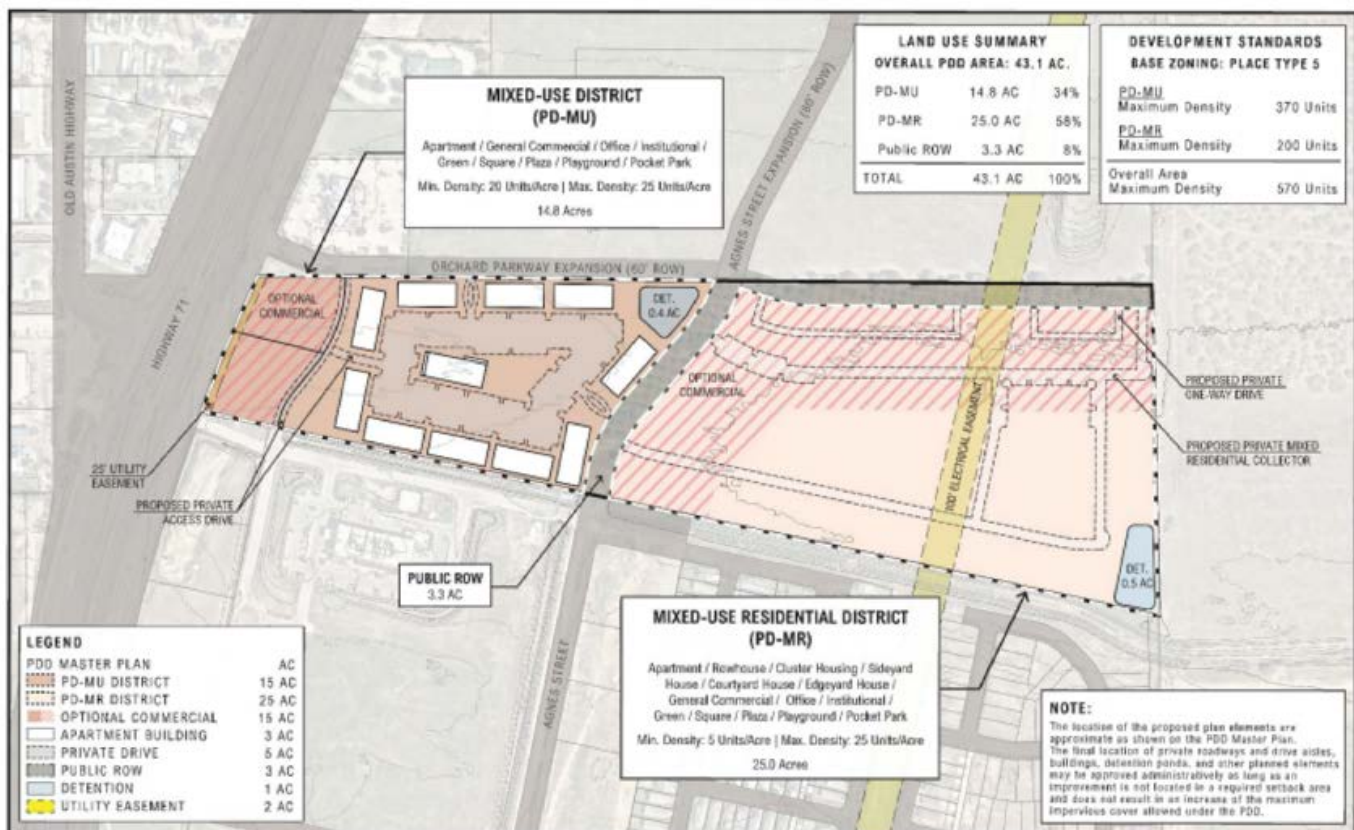 LAND USE SUMMARY
OVERALL PDD AREA: 43.1 AC.
PD-MU 14.8 AC 34%
PD-MR 25.0 AC 58%
Public ROW 3.3 AC 8%
TOTAL 43.1 AC 100%
DEVELOPMENT STANDARDS
BASE ZONING: PLACE TYPE 5
PD-MU
Maximum Density 370 Units
PD-MR
Maximum Density 200 Units
Overall Area
Maximum Density 570 Units
MIXED-USE DISTRICT
(PD-MU)
Apartment / General Commercial / Office / Institutional /
Green / Square / Plaza / Playground / Pocket Park
Min. Density: 20 Units/Acre | Max. Density: 25 Units/Acre
14.8 Acres
OLD AUSTIN HIGHWAY
HIGHWAY 71
AGNES STREET EXPANSION (60' ROW)
ORCHARD PARKWAY EXPANSION (60' ROW)
OPTIONAL
COMMERCIAL
DET.
0.4 AC
OPTIONAL
COMMERCIAL
100' ELECTRICAL EASEMENT
PROPOSED PRIVATE
ONE-WAY DRIVE
PROPOSED PRIVATE MIXED
RESIDENTIAL COLLECTOR
25' UTILITY
EASEMENT
PROPOSED PRIVATE
ACCESS DRIVE
DET.
0.5 AC
PUBLIC ROW
3.3 AC
AGNES STREET
MIXED-USE RESIDENTIAL DISTRICT
(PD-MR)
Apartment / Rowhouse / Cluster Housing / Sideyard
House / Courtyard House / Edgeyard House /
General Commercial / Office / Institutional /
Green / Square / Plaza / Playground / Pocket Park
Min. Density: 5 Units/Acre | Max. Density: 25 Units/Acre
25.0 Acres
LEGEND
PDD MASTER PLAN AC
PD-MU DISTRICT 15 AC
PD-MR DISTRICT 25 AC
OPTIONAL COMMERCIAL 15 AC
APARTMENT BUILDING 3 AC
PRIVATE DRIVE 5 AC
PUBLIC ROW 3 AC
DETENTION 1 AC
UTILITY EASEMENT 2 AC
NOTE:
The location of the proposed plan elements are
approximate as shown on the PDD Master Plan.
The final location of private roadways and drive aisles,
buildings, detention ponds, and other planned elements
may be approved administratively as long as an
improvement is not located in a required setback area
and does not result in an increase of the maximum
impervious cover allowed under the PDD.